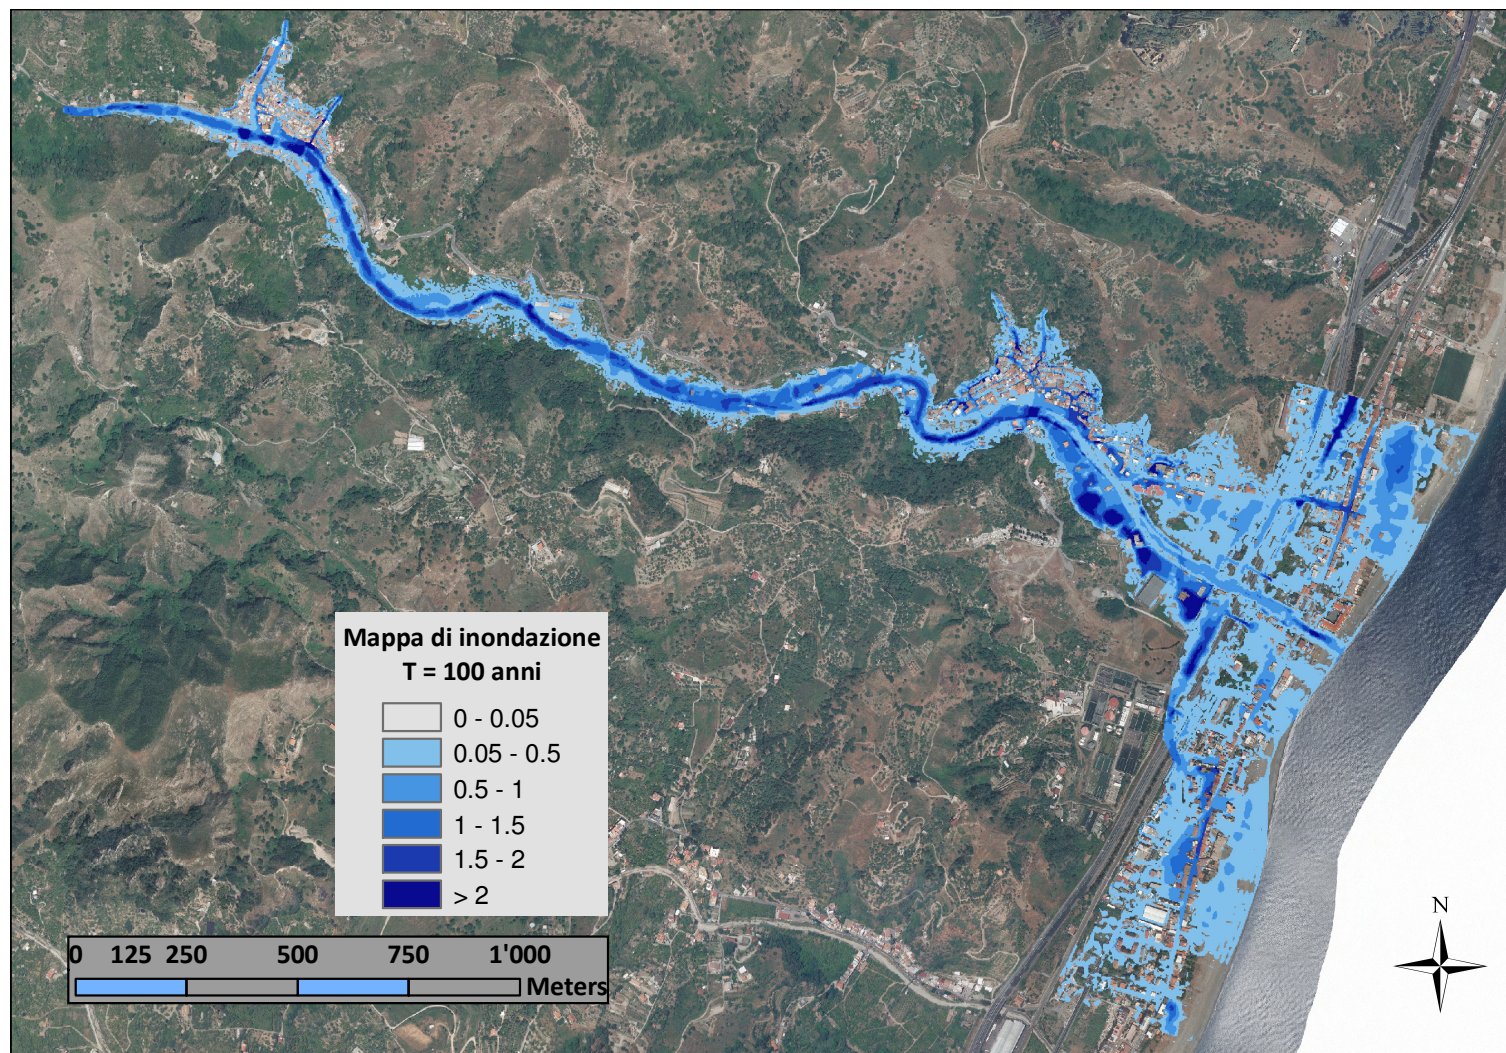 Mappa di inondazione
T = 100 anni
0 - 0.05
0.05 - 0.5
0.5 - 1
1 - 1.5
1.5 - 2
> 2
0 125 250 500 750 1'000
Meters
N